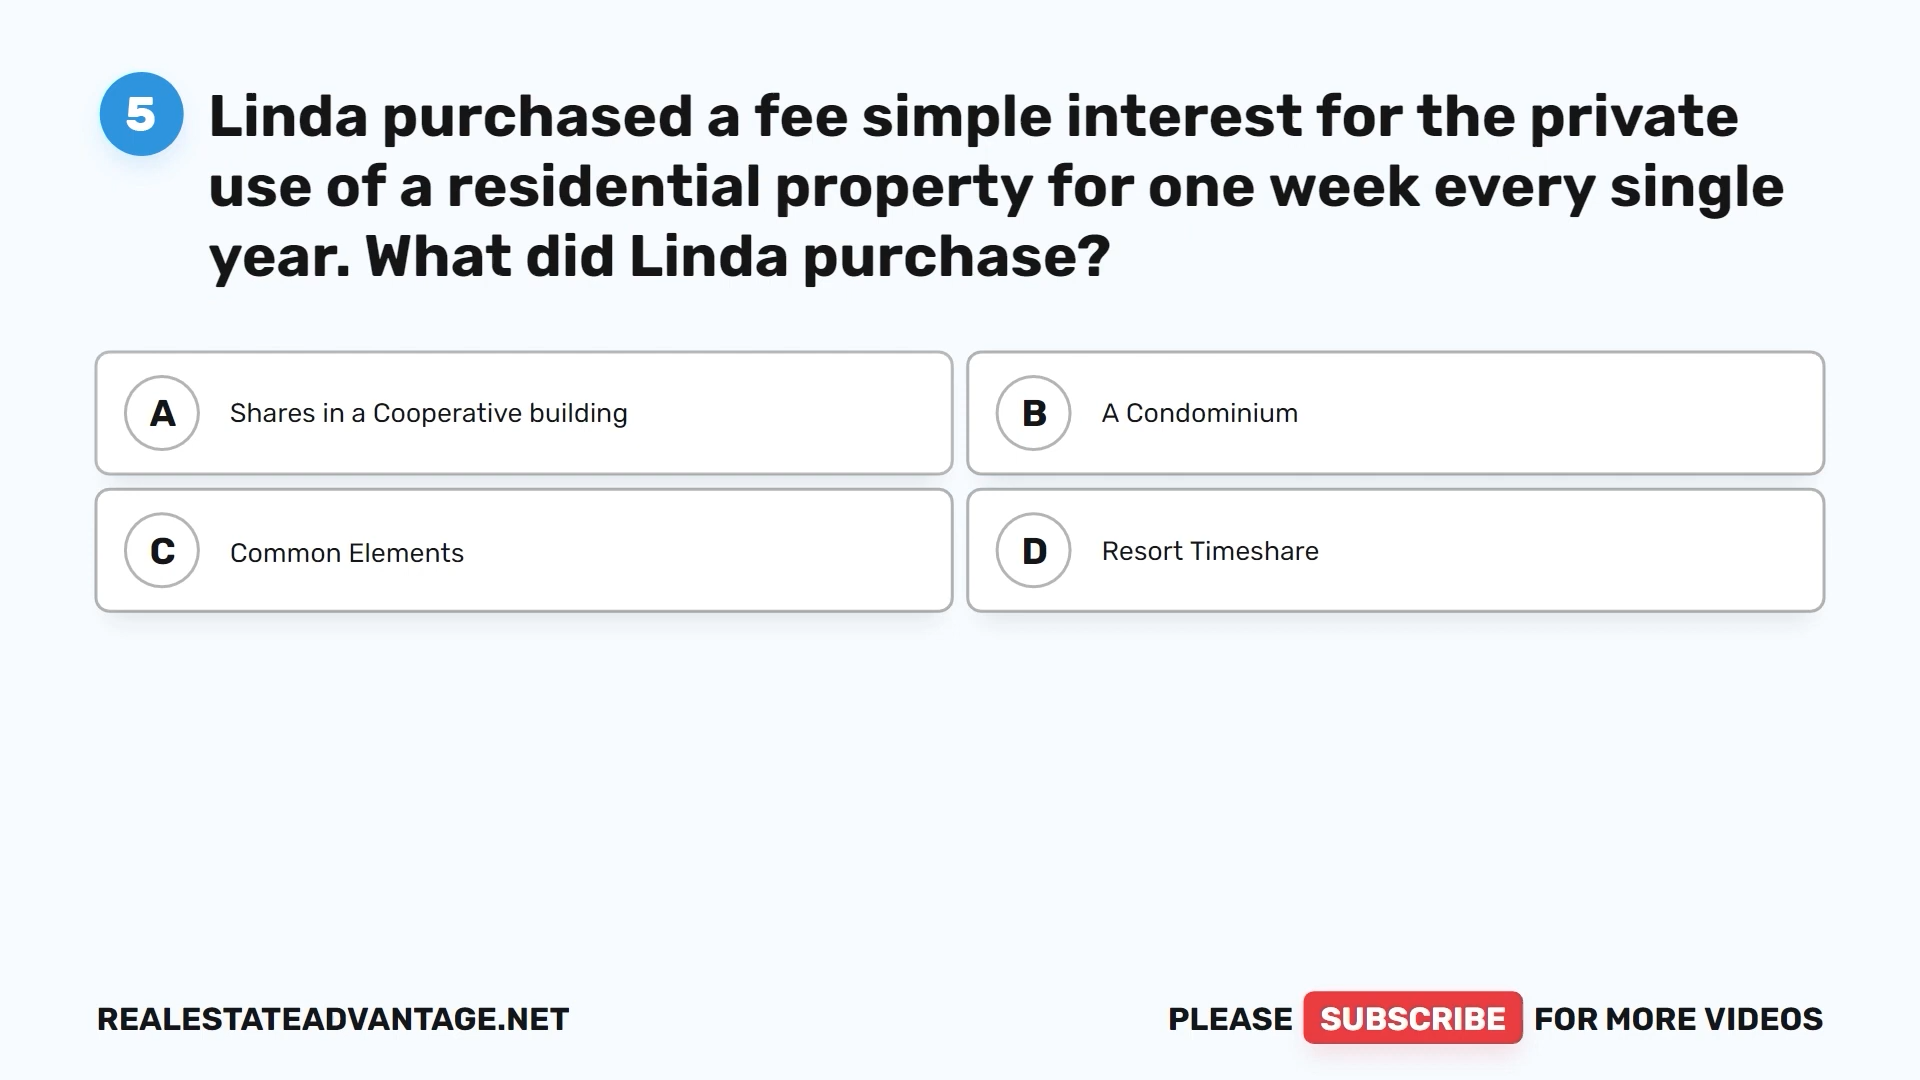 5
Linda purchased a fee simple interest for the private
use of a residential property for one week every single
year. What did Linda purchase?
A Shares in a Cooperative building
B A Condominium
C Common Elements
D Resort Timeshare
REALESTATEADVANTAGE.NET
PLEASE SUBSCRIBE FOR MORE VIDEOS